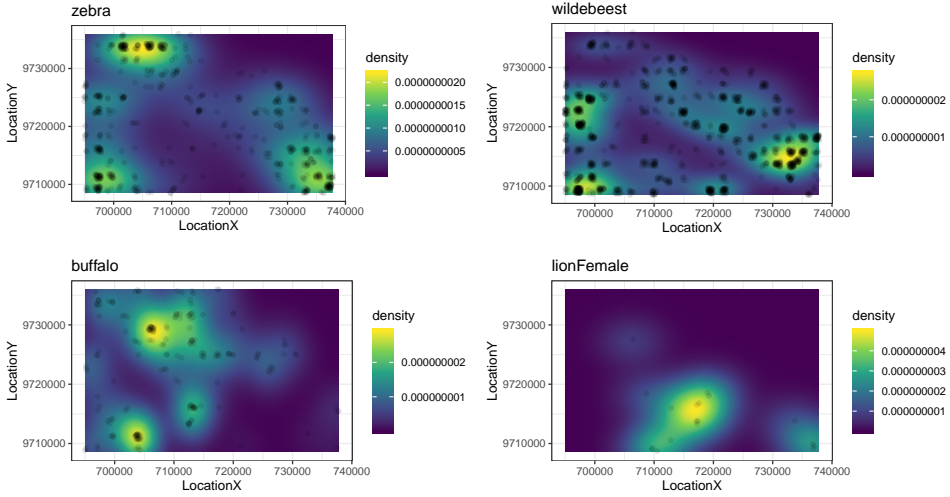 zebra
LocationY
9730000
9720000
9710000
700000 710000 720000 730000 740000
LocationX
density
0.0000000020
0.0000000015
0.0000000010
0.0000000005
wildebeest
LocationY
9730000
9720000
9710000
700000 710000 720000 730000 740000
LocationX
density
0.000000002
0.000000001
buffalo
LocationY
9730000
9720000
9710000
700000 710000 720000 730000 740000
LocationX
density
0.000000002
0.000000001
lionFemale
LocationY
9730000
9720000
9710000
700000 710000 720000 730000 740000
LocationX
density
0.000000004
0.000000003
0.000000002
0.000000001